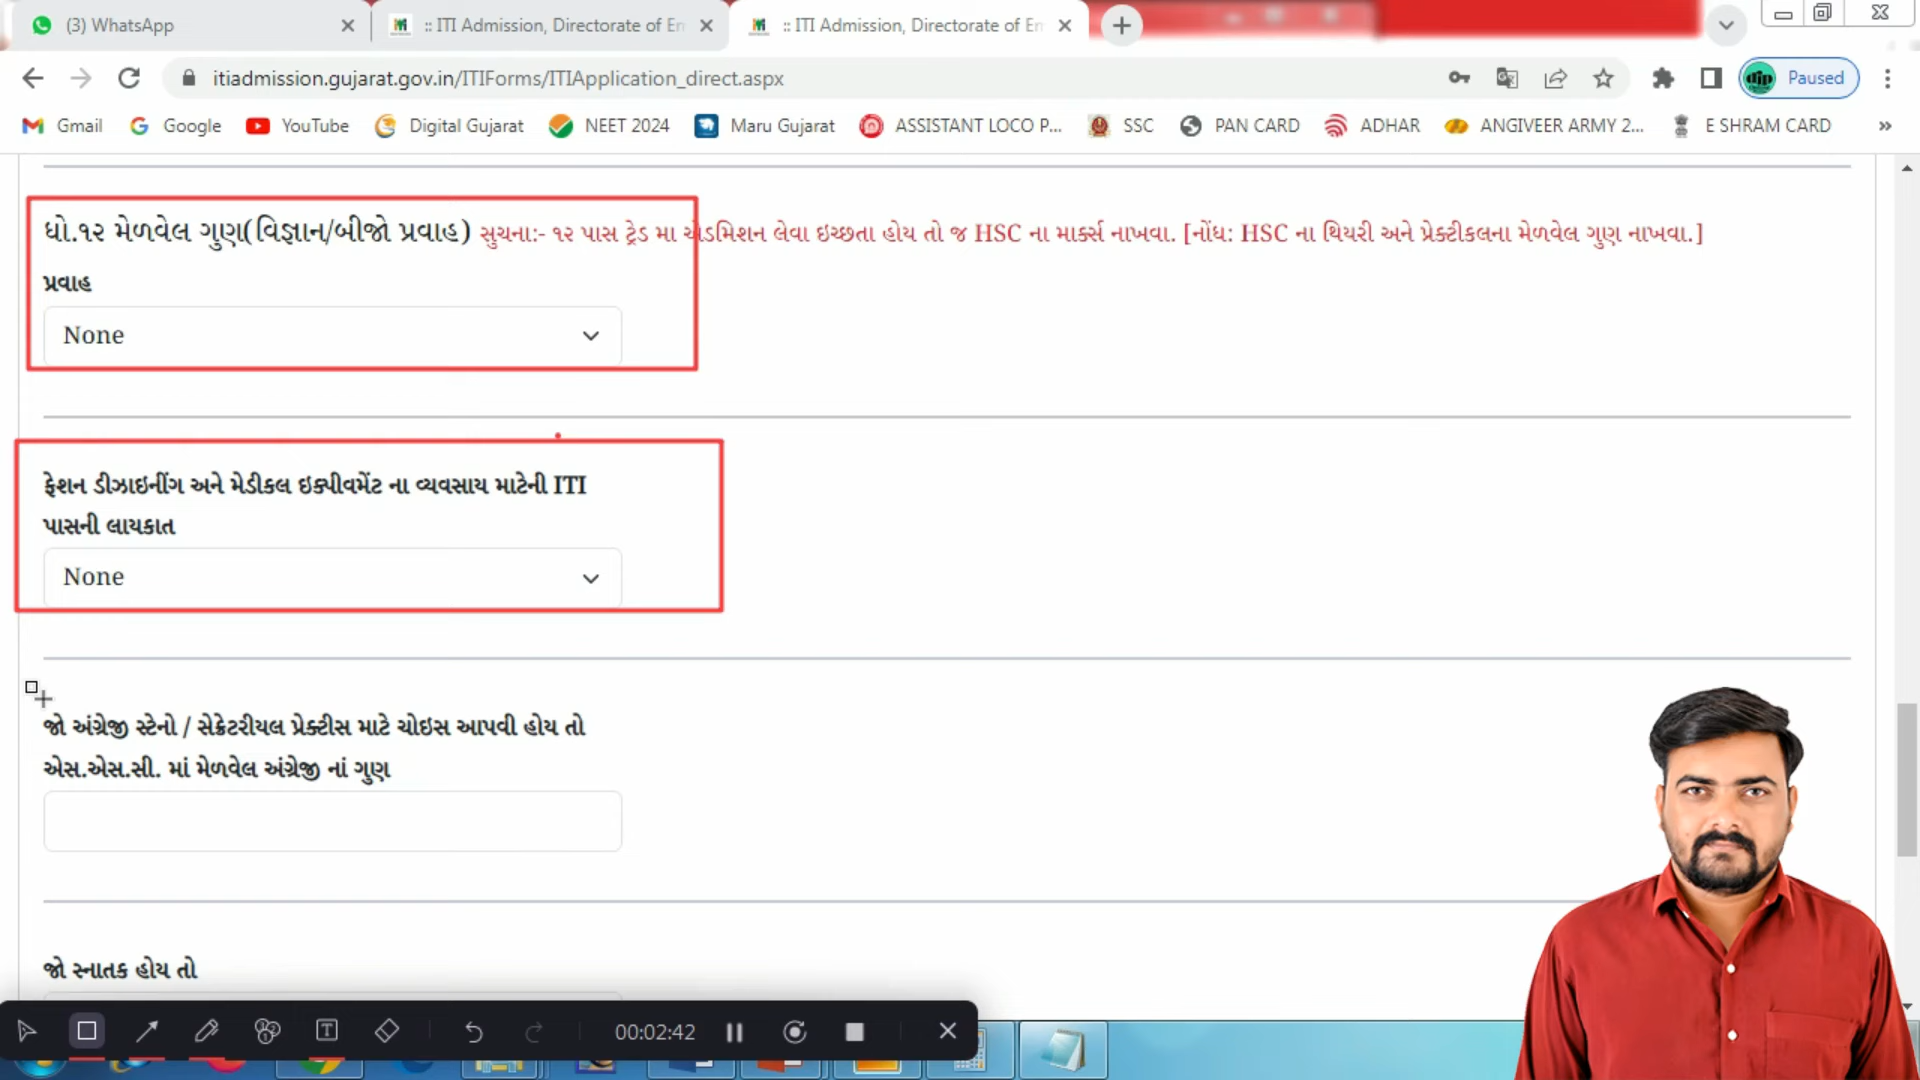 (3) WhatsApp
:: ITI Admission, Directorate of Em
:: ITI Admission, Directorate of Em
itiadmission.gujarat.gov.in/ITIForms/ITIApplication_direct.aspx
Paused
Gmail Google YouTube Digital Gujarat NEET 2024 Maru Gujarat ASSISTANT LOCO P... SSC PAN CARD ADHAR ANGIVEER ARMY 2... E SHRAM CARD »
ધો.૧૨ મેળવેલ ગુણ(વિજ્ઞાન/બીજો પ્રવાહ) સુચના:- ૧૨ પાસ ટ્રેડ મા એડમિશન લેવા ઇચ્છતા હોય તો જ HSC ના માર્ક્સ નાખવા. [નોંધ: HSC ના થિયરી અને પ્રેક્ટીકલના મેળવેલ ગુણ નાખવા.]
પ્રવાહ
None
ફેશન ડીઝાઇનીંગ અને મેડીકલ ઇક્વીવમેંટ ના વ્યવસાય માટેની ITI
પાસની લાયકાત
None
જો અંગ્રેજી સ્ટેનો / સેક્રેટરીયલ પ્રેક્ટીસ માટે ચોઇસ આપવી હોય તો
એસ.એસ.સી. માં મેળવેલ અંગ્રેજી નાં ગુણ
જો સ્નાતક હોય તો
00:02:42